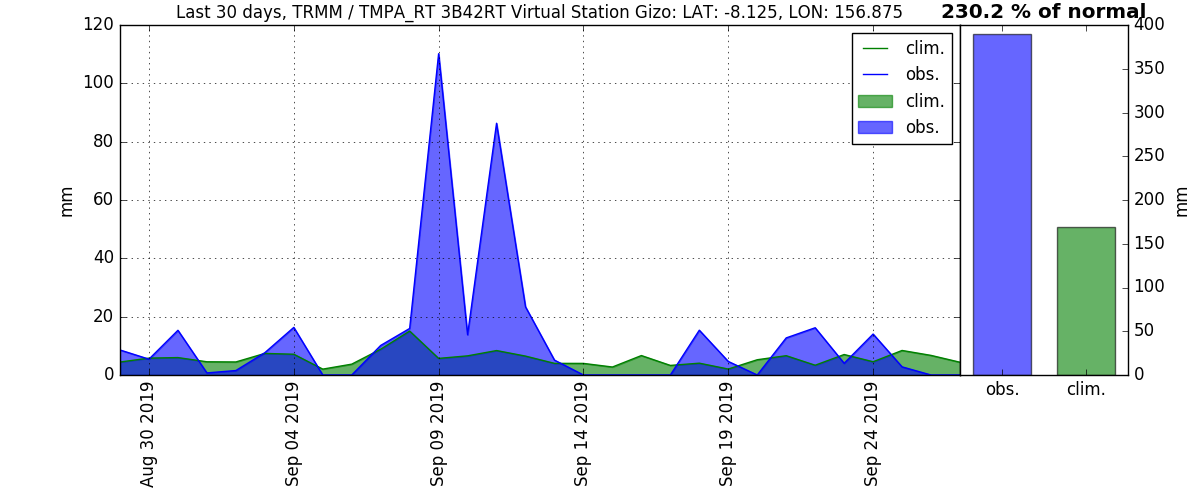 Last 30 days, TRMM / TMPA_RT 3B42RT Virtual Station Gizo: LAT: -8.125, LON: 156.875
230.2 % of normal
120
100
80
60
40
20
0
mm
clim.
obs.
clim.
obs.
Aug 30 2019
Sep 04 2019
Sep 09 2019
Sep 14 2019
Sep 19 2019
Sep 24 2019
400
350
300
250
200
150
100
50
0
mm
obs.
clim.